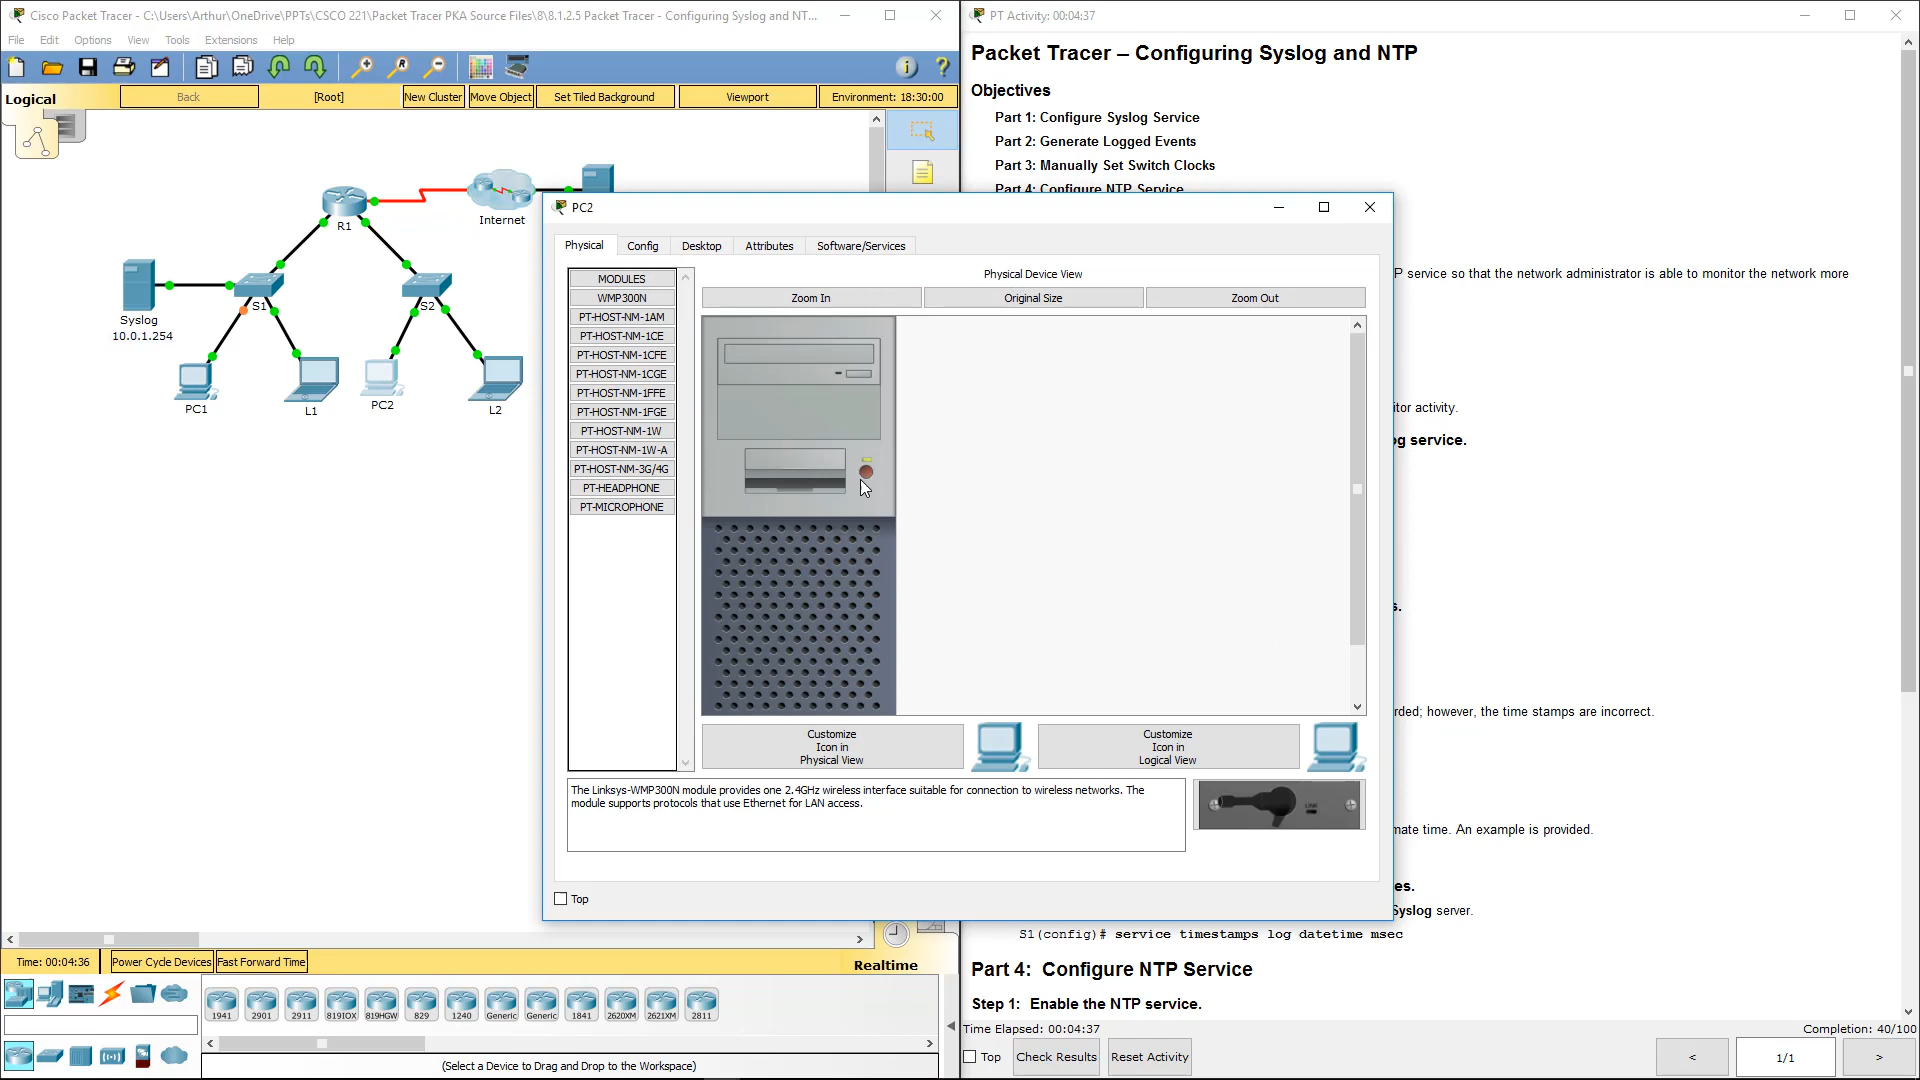 Cisco Packet Tracer - C:\Users\Arthur\OneDrive\PPTs\CSCO 221\Packet Tracer PKA Source Files\8\8.1.2.5 Packet Tracer - Configuring Syslog and NT...
File Edit Options View Tools Extensions Help
Logical
Back
[Root]
New Cluster
Move Object
Set Tiled Background
Viewport
Environment: 18:30:00
R1
Internet
Syslog
10.0.1.254
S1
S2
PC1
L1
PC2
L2
PC2
Physical
Config
Desktop
Attributes
Software/Services
MODULES
WMP300N
PT-HOST-NM-1AM
PT-HOST-NM-1CE
PT-HOST-NM-1CFE
PT-HOST-NM-1CGE
PT-HOST-NM-1FFE
PT-HOST-NM-1FGE
PT-HOST-NM-1W
PT-HOST-NM-1W-A
PT-HOST-NM-3G/4G
PT-HEADPHONE
PT-MICROPHONE
Physical Device View
Zoom In
Original Size
Zoom Out
Customize
Icon in
Physical View
Customize
Icon in
Logical View
The Linksys-WMP300N module provides one 2.4GHz wireless interface suitable for connection to wireless networks. The
module supports protocols that use Ethernet for LAN access.
LINK
Top
PT Activity: 00:04:37
Packet Tracer – Configuring Syslog and NTP
Objectives
Part 1: Configure Syslog Service
Part 2: Generate Logged Events
Part 3: Manually Set Switch Clocks
Part 4: Configure NTP Service
P service so that the network administrator is able to monitor the network more
itor activity.
og service.
s.
rded; however, the time stamps are incorrect.
mate time. An example is provided.
es.
Syslog server.
S1(config)# service timestamps log datetime msec
Part 4: Configure NTP Service
Step 1: Enable the NTP service.
Time Elapsed: 00:04:37
Completion: 40/100
Top
Check Results
Reset Activity
<
1/1
>
Time: 00:04:36
Power Cycle Devices
Fast Forward Time
Realtime
1941
2901
2911
819IOX
819HGW
829
1240
Generic
Generic
1841
2620XM
2621XM
2811
(Select a Device to Drag and Drop to the Workspace)